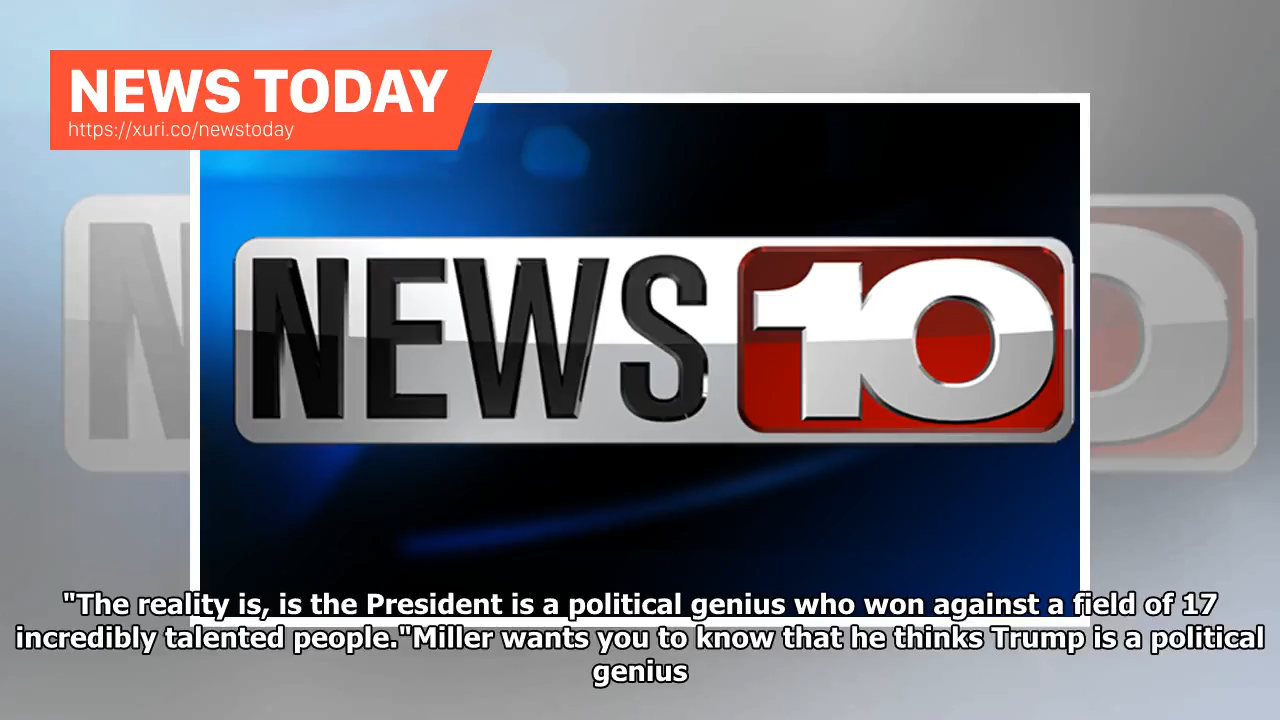 NEWS TODAY
https://xuri.co/newstoday
NEWS 10
"The reality is, is the President is a political genius who won against a field of 17
incredibly talented people."Miller wants you to know that he thinks Trump is a political
genius